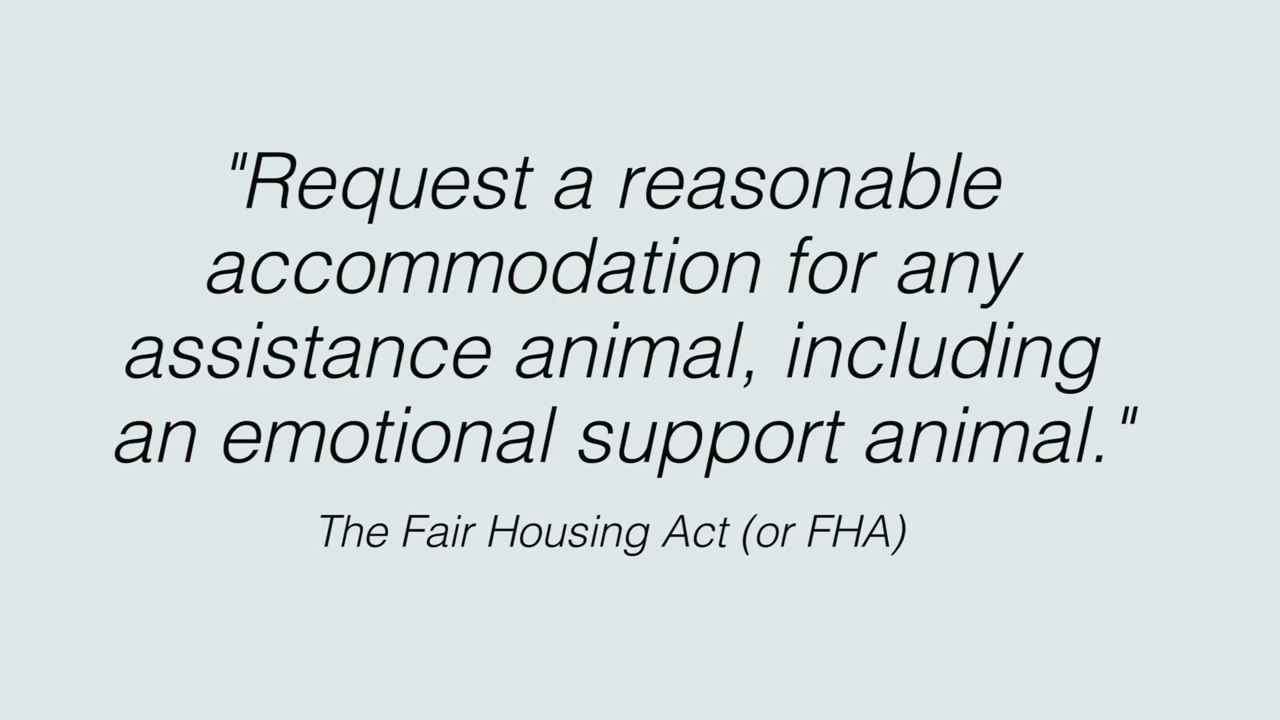 "Request a reasonable
accommodation for any
assistance animal, including
an emotional support animal."
The Fair Housing Act (or FHA)